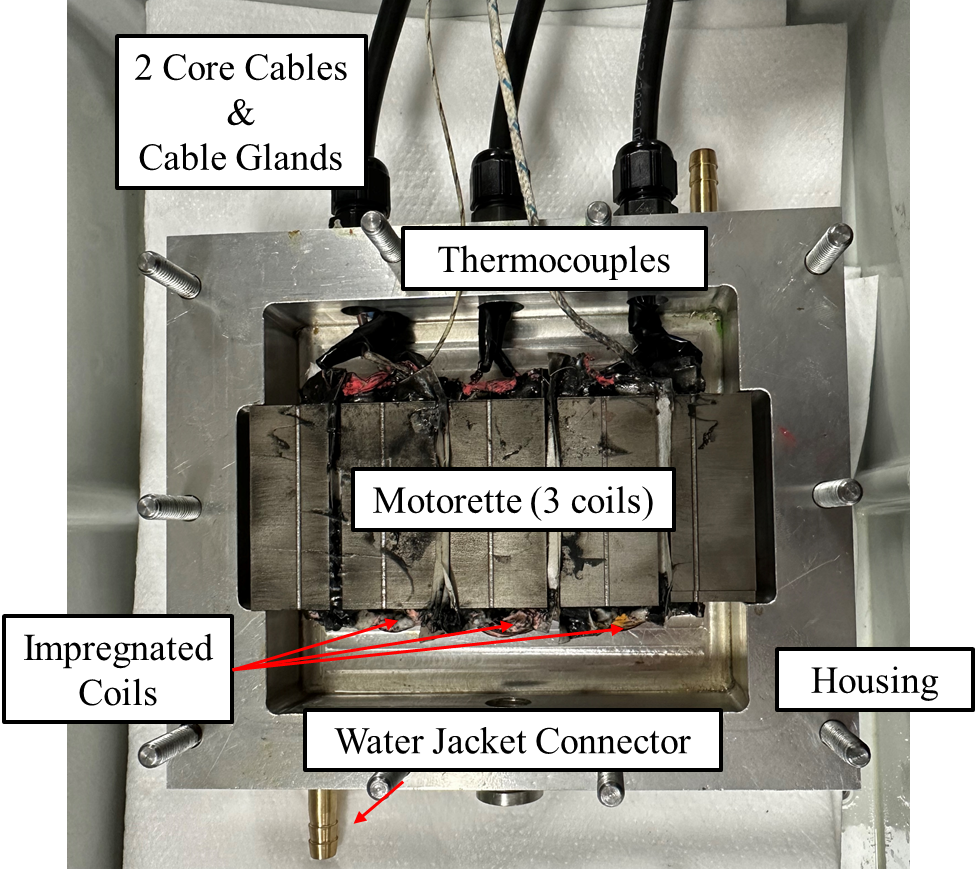 2 Core Cables
&
Cable Glands
Thermocouples
Motorette (3 coils)
Impregnated
Coils
Housing
Water Jacket Connector